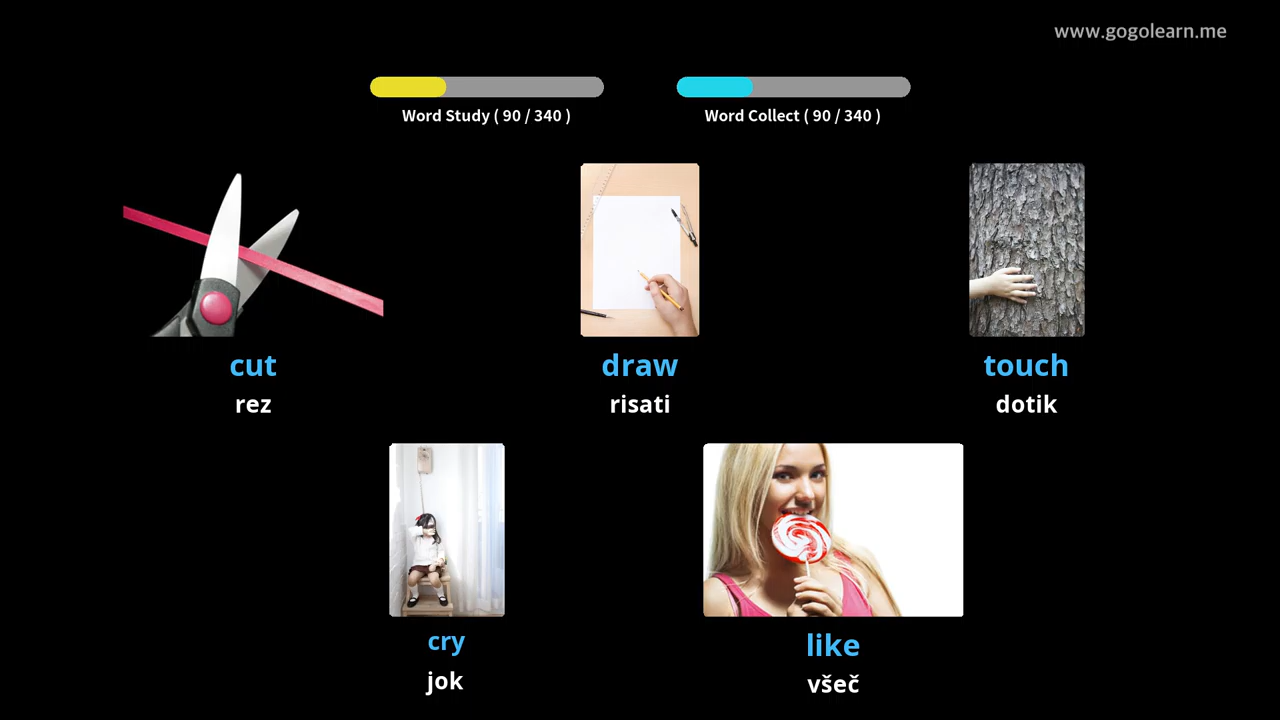 www.gogolearn.me
Word Study ( 90 / 340 )
Word Collect ( 90 / 340 )
cut
rez
draw
risati
touch
dotik
cry
jok
like
všeč